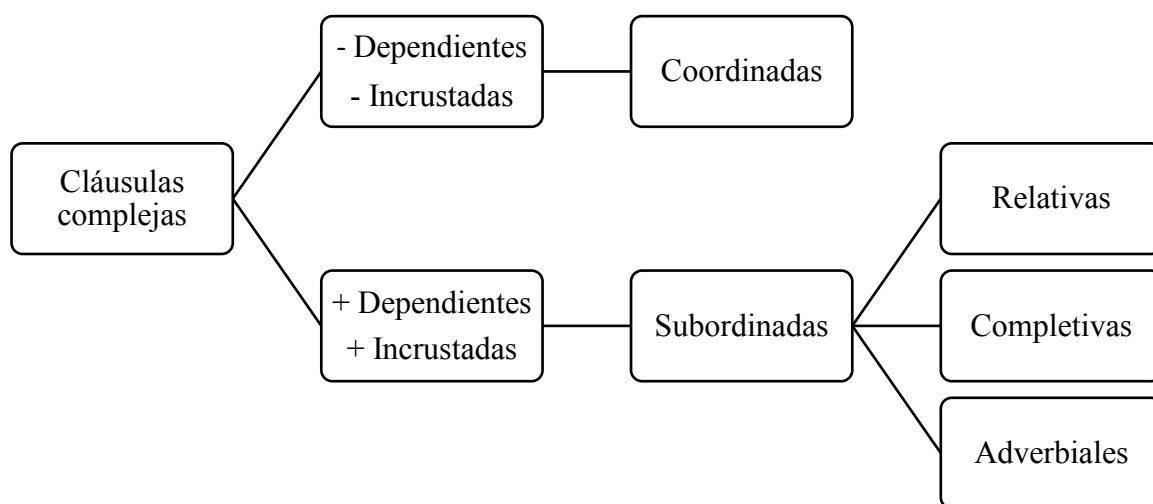 - Dependientes
- Incrustadas
Coordinadas
Cláusulas
complejas
Relativas
+ Dependientes
+ Incrustadas
Subordinadas
Completivas
Adverbiales